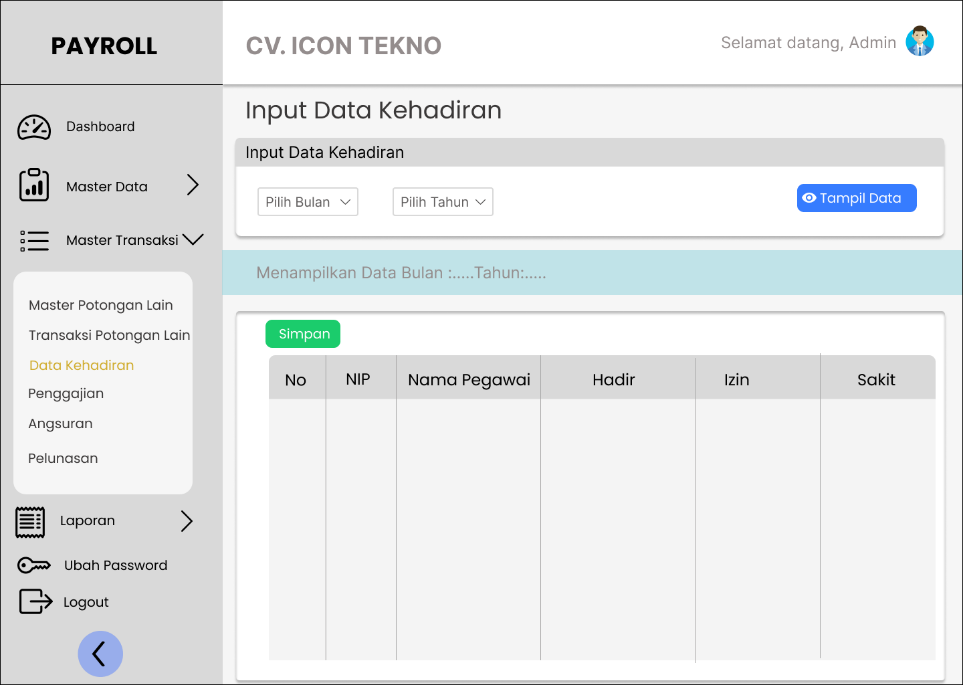 PAYROLL
CV. ICON TEKNO
Selamat datang, Admin
Dashboard
Master Data
Master Transaksi
Master Potongan Lain
Transaksi Potongan Lain
Data Kehadiran
Penggajian
Angsuran
Pelunasan
Laporan
Ubah Password
Logout
Input Data Kehadiran
Input Data Kehadiran
Pilih Bulan
Pilih Tahun
Tampil Data
Menampilkan Data Bulan :.....Tahun:.....
Simpan
No NIP Nama Pegawai Hadir Izin Sakit